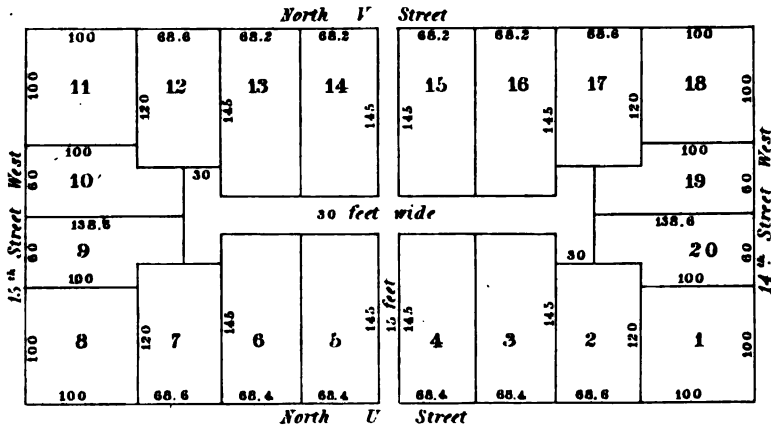 North V Street
100 68.6 68.2 68.2 68.2 68.2 68.6 100
100 11 12 13 14 15 16 17 18 100
120 145 145 145 145 120
100 100
60 10 30 19 60
30 feet wide
138.6 138.6
60 9 30 20 60
100 100
15th Street West
14th Street West
15 feet
100 8 120 7 145 6 5 145 145 4 3 145 2 120 1 100
100 68.6 68.4 68.4 68.4 68.4 68.6 100
North U Street